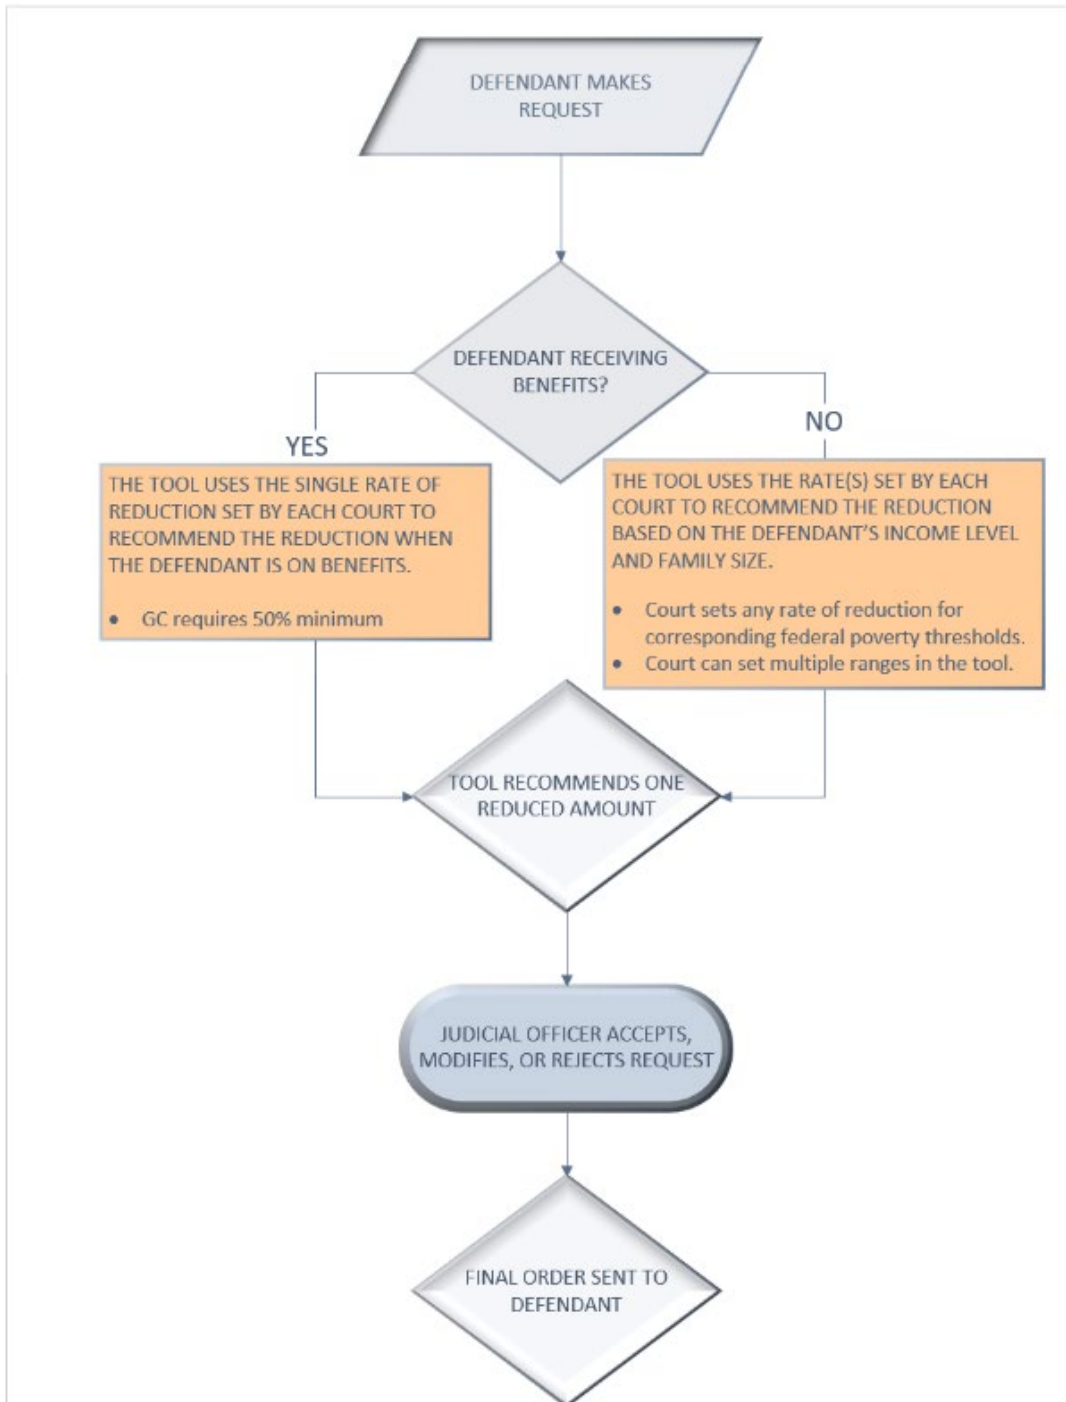 DEFENDANT MAKES
REQUEST
DEFENDANT RECEIVING
BENEFITS?
YES
NO
THE TOOL USES THE SINGLE RATE OF
REDUCTION SET BY EACH COURT TO
RECOMMEND THE REDUCTION WHEN
THE DEFENDANT IS ON BENEFITS.
• GC requires 50% minimum
THE TOOL USES THE RATE(S) SET BY EACH
COURT TO RECOMMEND THE REDUCTION
BASED ON THE DEFENDANT'S INCOME LEVEL
AND FAMILY SIZE.
• Court sets any rate of reduction for
corresponding federal poverty thresholds.
• Court can set multiple ranges in the tool.
TOOL RECOMMENDS ONE
REDUCED AMOUNT
JUDICIAL OFFICER ACCEPTS,
MODIFIES, OR REJECTS REQUEST
FINAL ORDER SENT TO
DEFENDANT